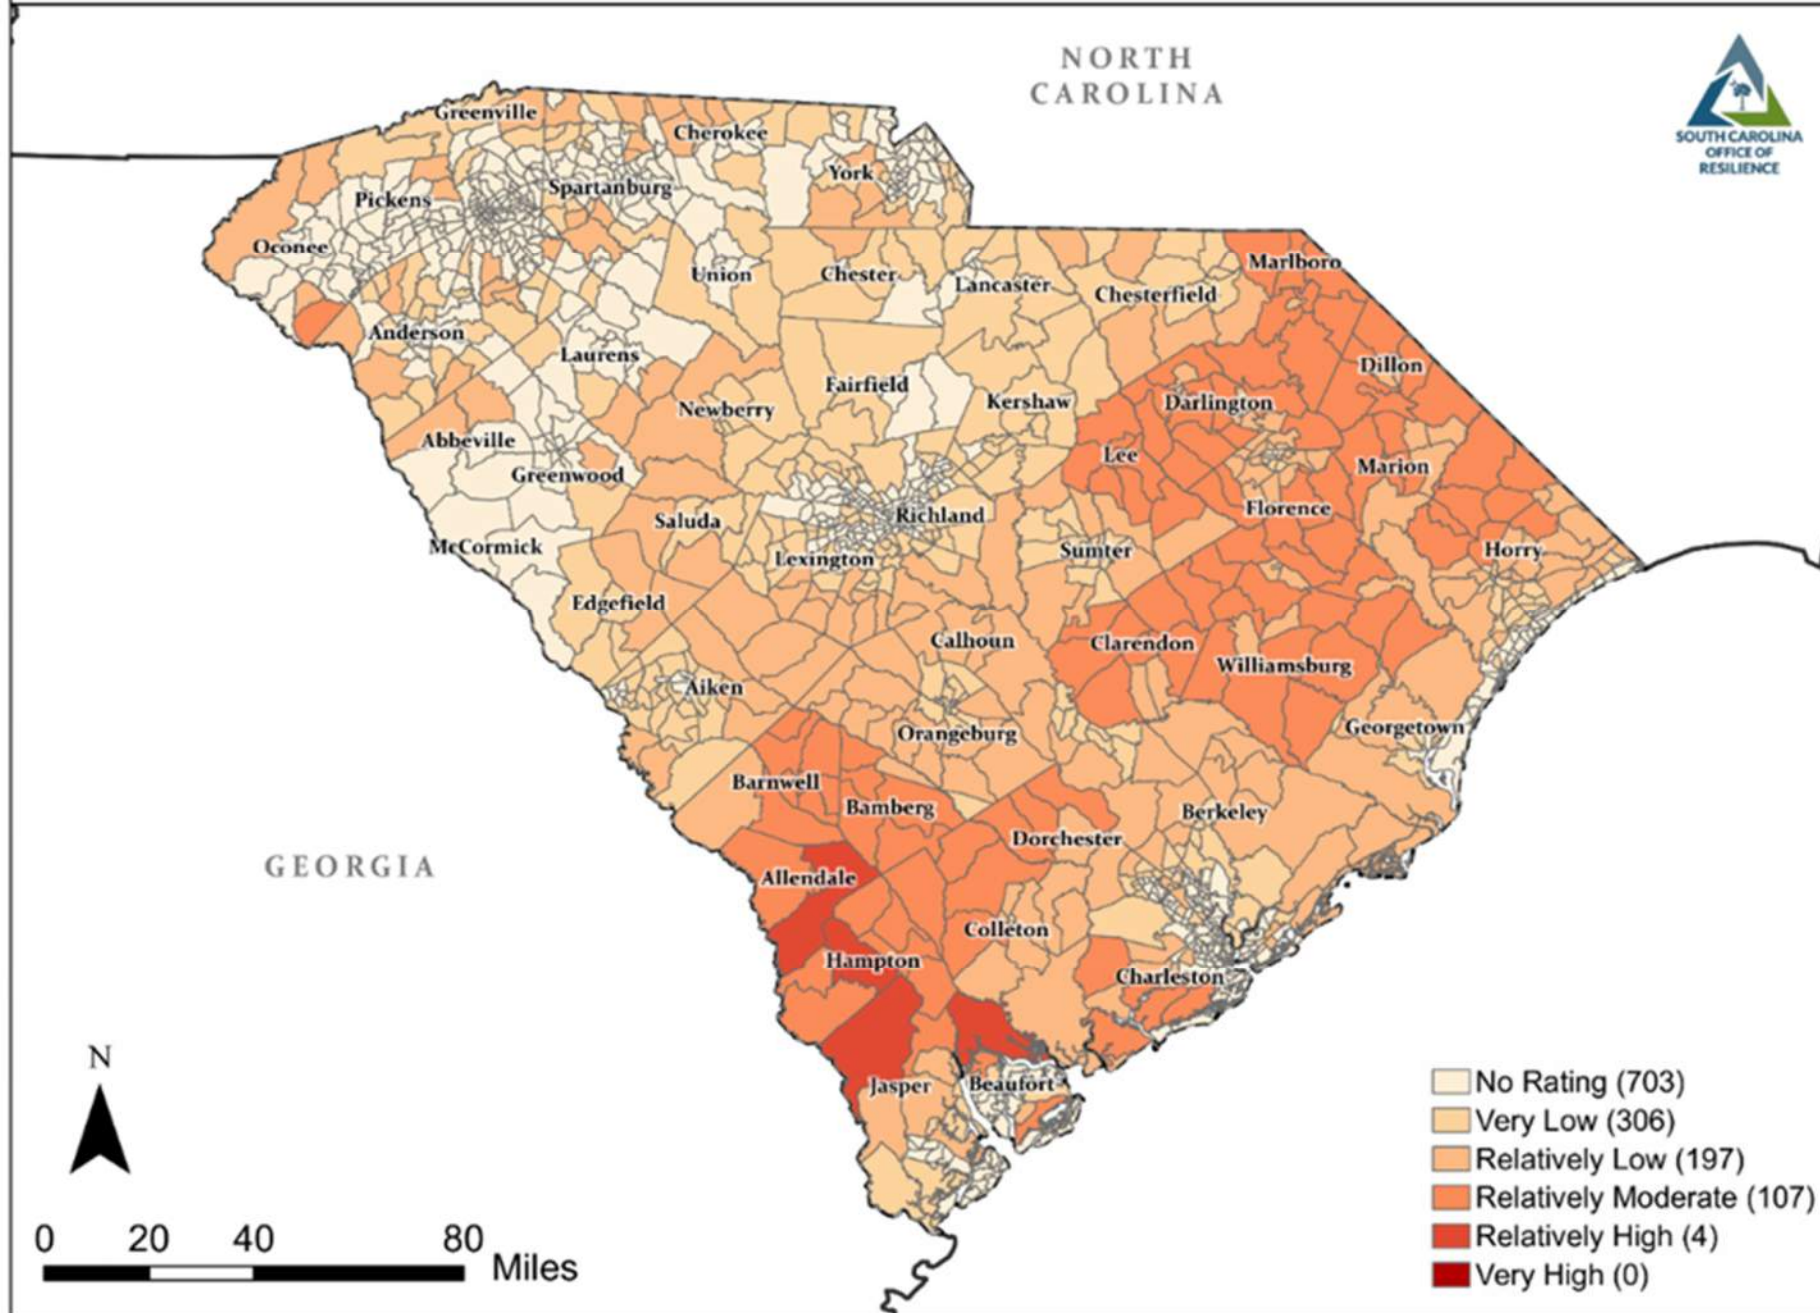 NORTH
CAROLINA
SOUTH CAROLINA
OFFICE OF
RESILIENCE
Greenville
Cherokee
York
Spartanburg
Pickens
Oconee
Union
Chester
Lancaster
Marlboro
Chesterfield
Anderson
Laurens
Dillon
Fairfield
Kershaw
Darlington
Newberry
Abbeville
Lee
Marion
Greenwood
Florence
Saluda
Richland
McCormick
Lexington
Sumter
Horry
Edgefield
Calhoun
Clarendon
Williamsburg
Aiken
Orangeburg
Georgetown
Barnwell
Bamberg
Berkeley
Dorchester
GEORGIA
Allendale
Colleton
Hampton
Charleston
Jasper
Beaufort
N
0 20 40 80
Miles
No Rating (703)
Very Low (306)
Relatively Low (197)
Relatively Moderate (107)
Relatively High (4)
Very High (0)